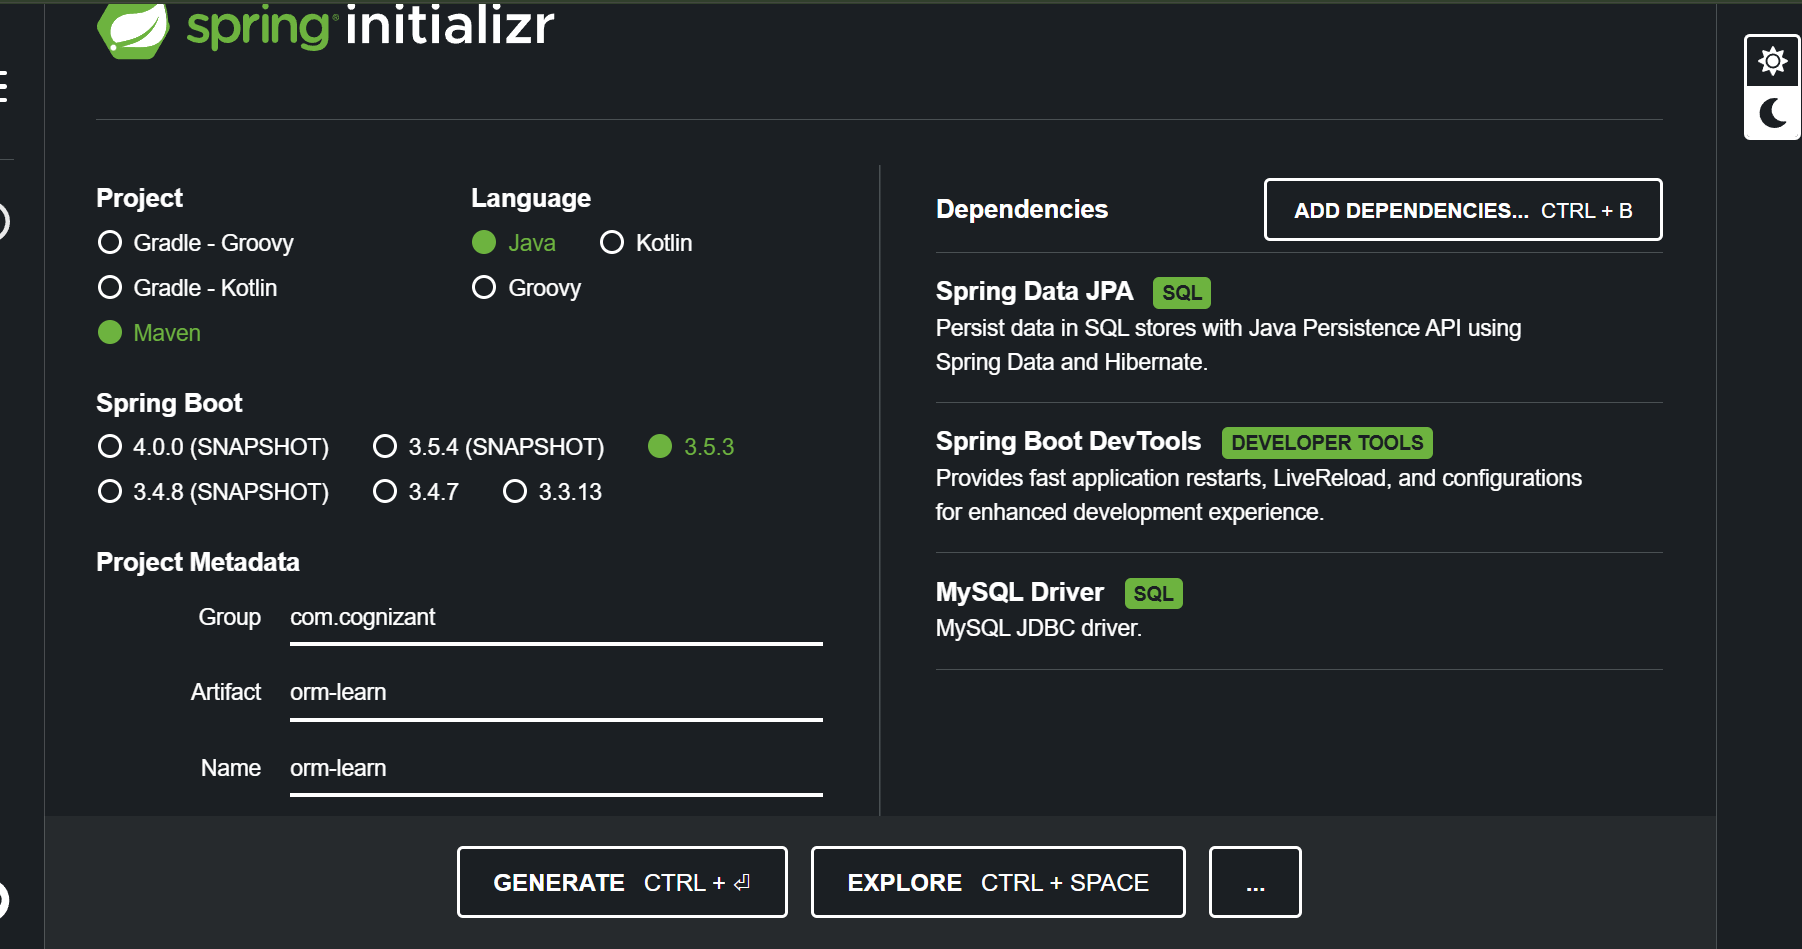 spring initializr
Project
Gradle - Groovy
Gradle - Kotlin
Maven
Language
Java Kotlin
Groovy
Spring Boot
4.0.0 (SNAPSHOT) 3.5.4 (SNAPSHOT) 3.5.3
3.4.8 (SNAPSHOT) 3.4.7 3.3.13
Project Metadata
Group com.cognizant
Artifact orm-learn
Name orm-learn
Dependencies
ADD DEPENDENCIES... CTRL + B
Spring Data JPA SQL
Persist data in SQL stores with Java Persistence API using
Spring Data and Hibernate.
Spring Boot DevTools DEVELOPER TOOLS
Provides fast application restarts, LiveReload, and configurations
for enhanced development experience.
MySQL Driver SQL
MySQL JDBC driver.
GENERATE CTRL + ⏎
EXPLORE CTRL + SPACE
...